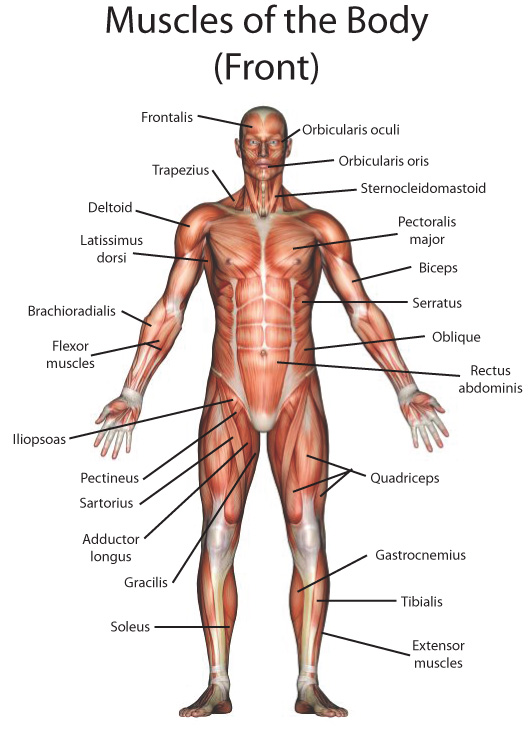 Muscles of the Body
(Front)
Frontalis
Orbicularis oculi
Orbicularis oris
Trapezius
Sternocleidomastoid
Deltoid
Pectoralis
major
Latissimus
dorsi
Biceps
Serratus
Brachioradialis
Oblique
Flexor
muscles
Rectus
abdominis
Iliopsoas
Pectineus
Quadriceps
Sartorius
Adductor
longus
Gastrocnemius
Gracilis
Tibialis
Soleus
Extensor
muscles